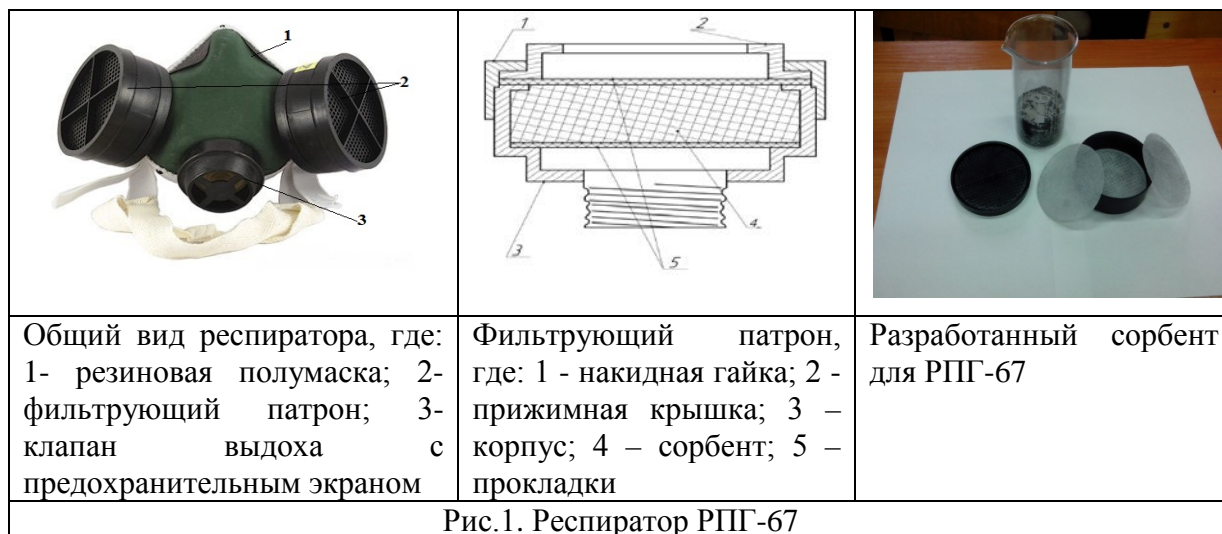 1
2
3
1
2
3
4
5
Общий вид респиратора, где:
1- резиновая полумаска; 2-
фильтрующий патрон; 3-
клапан выдоха с
предохранительным экраном
Фильтрующий патрон,
где: 1 - накидная гайка; 2 -
прижимная крышка; 3 –
корпус; 4 – сорбент; 5 –
прокладки
Разработанный сорбент
для РПГ-67
Рис.1. Респиратор РПГ-67